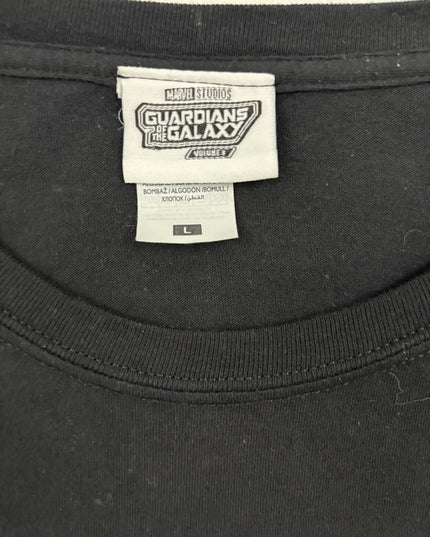 MARVEL STUDIOS
GUARDIANS
OF THE GALAXY
BOMBAŽ/ALGODÓN/BOMULL/
ХЛОПОК/القطن
L